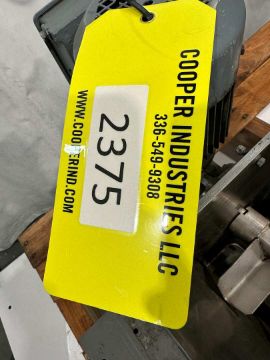 COOPER INDUSTRIES LLC
336-549-9308
2375
WWW.COOPERIND.COM